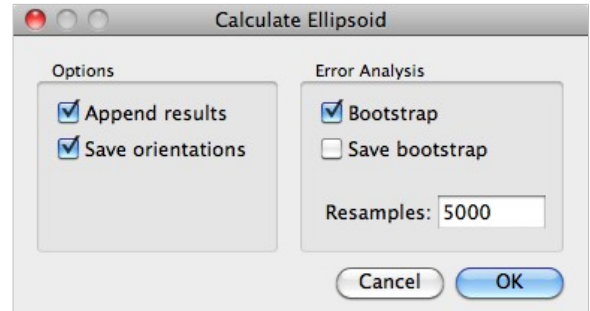 Calculate Ellipsoid
Options
Append results
Save orientations
Error Analysis
Bootstrap
Save bootstrap
Resamples: 5000
Cancel
OK